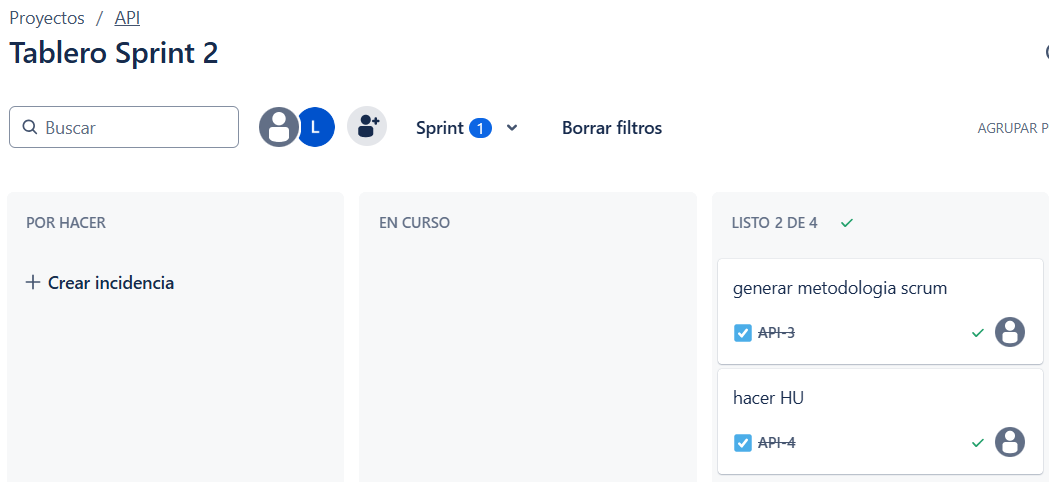 Proyectos / API
Tablero Sprint 2
Buscar
L
Sprint 1
Borrar filtros
AGRUPAR P
POR HACER
EN CURSO
LISTO 2 DE 4
+ Crear incidencia
generar metodologia scrum
API-3
hacer HU
API-4